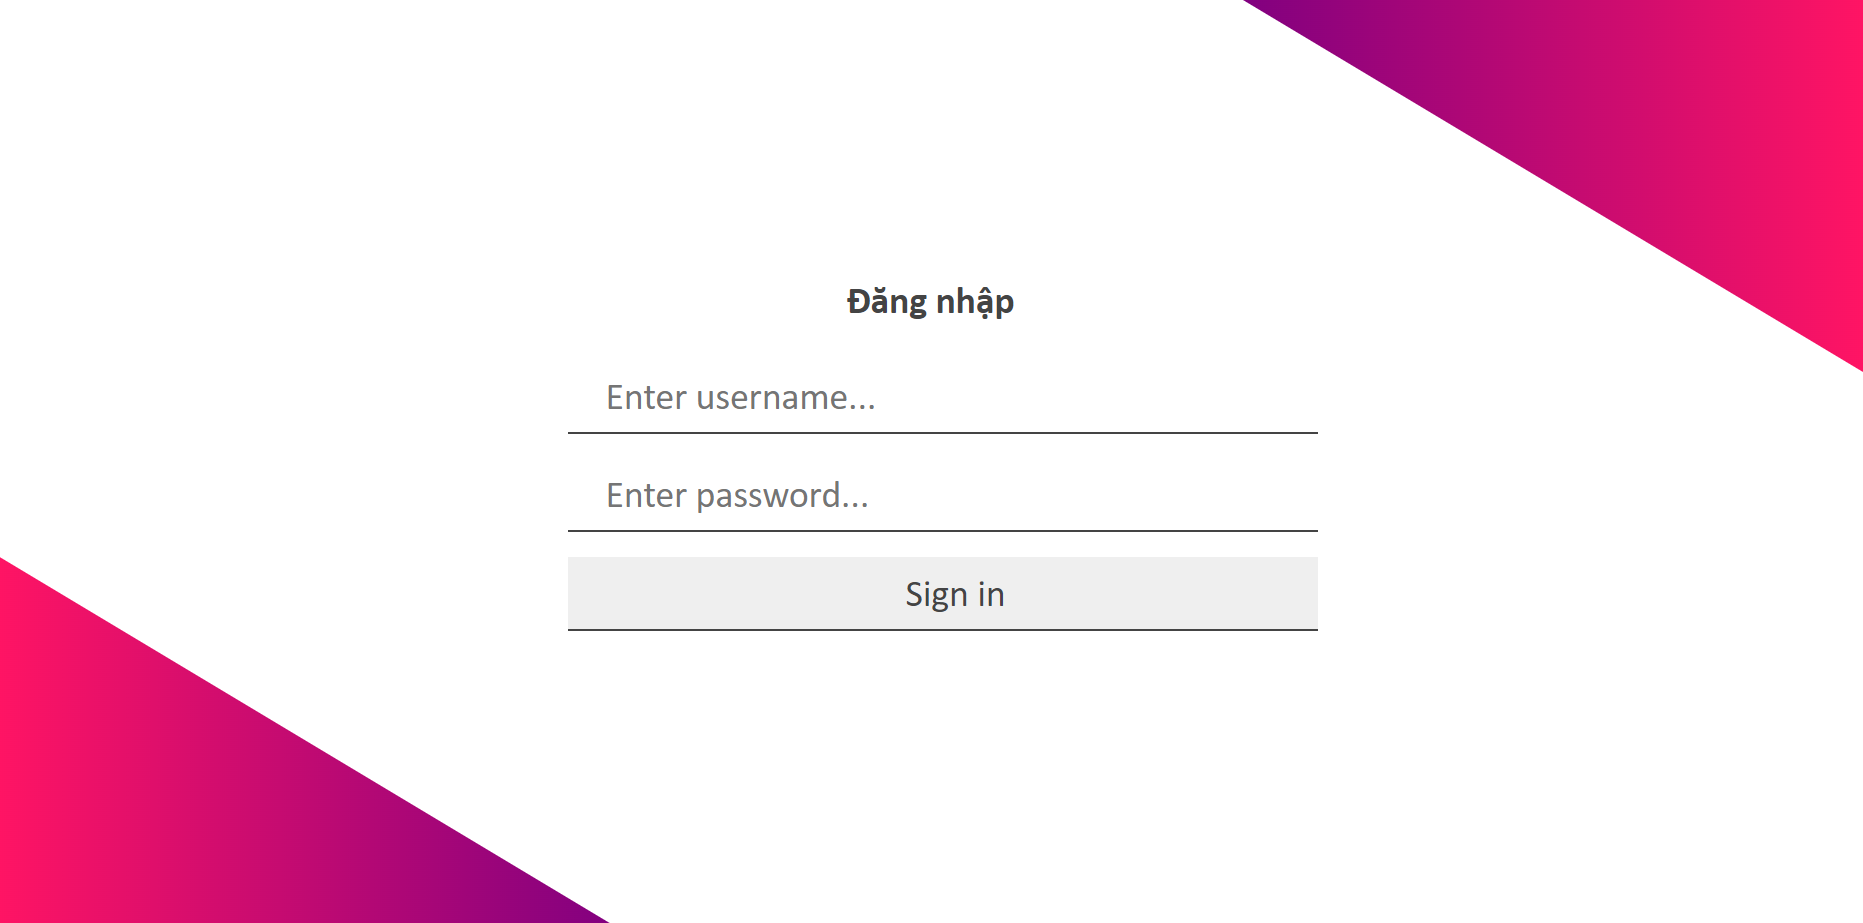 Đăng nhập
Enter username...
Enter password...
Sign in